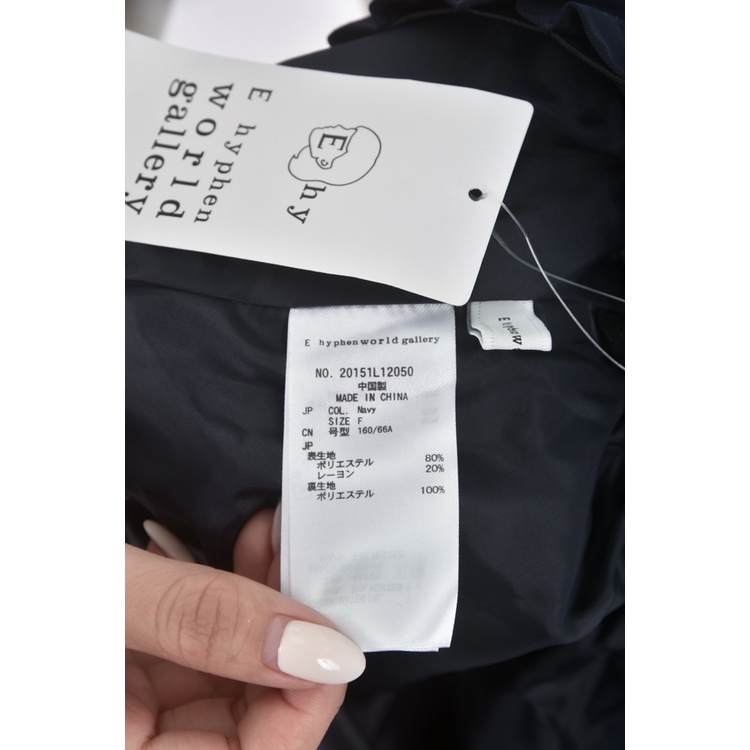 E hyphen
world
gallery
E
hy
E hyphen w
E hyphen world gallery
NO. 20151L12050
中国製
MADE IN CHINA
JP COL. Navy
SIZE F
CN 号型 160/66A
JP
表生地
ポリエステル 80%
レーヨン 20%
裏生地
ポリエステル 100%